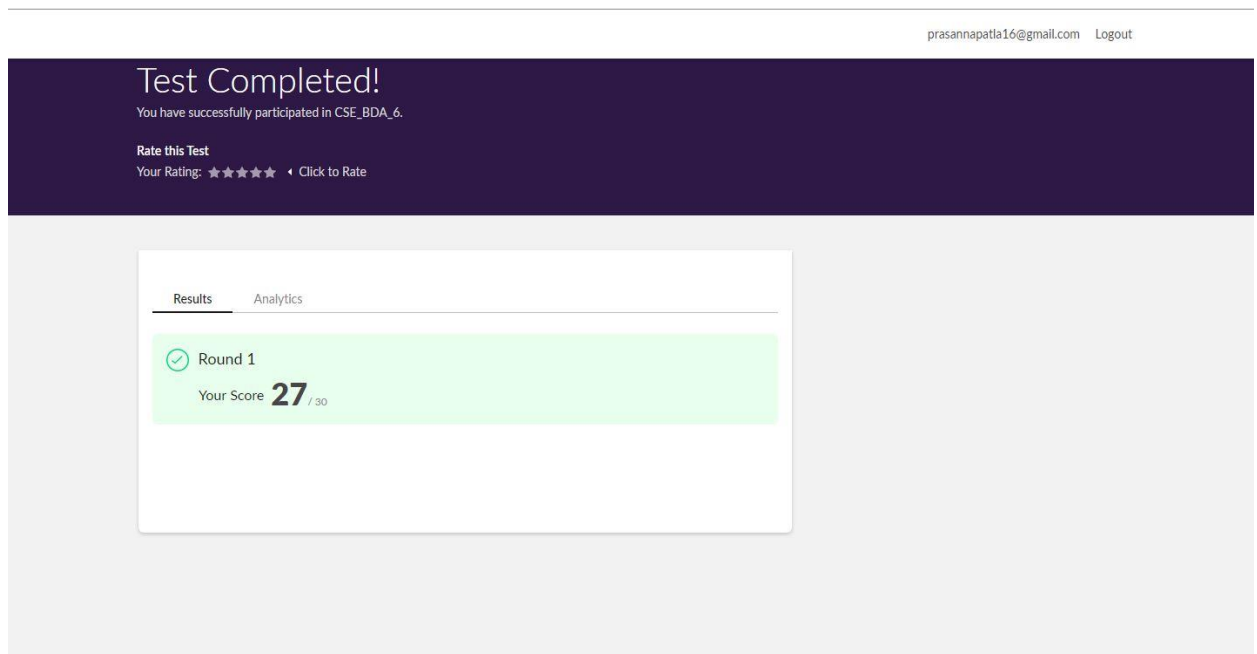 prasannapatla16@gmail.com Logout
Test Completed!
You have successfully participated in CSE_BDA_6.
Rate this Test
Your Rating: ★★★★★ Click to Rate
Results Analytics
Round 1
Your Score 27 / 30